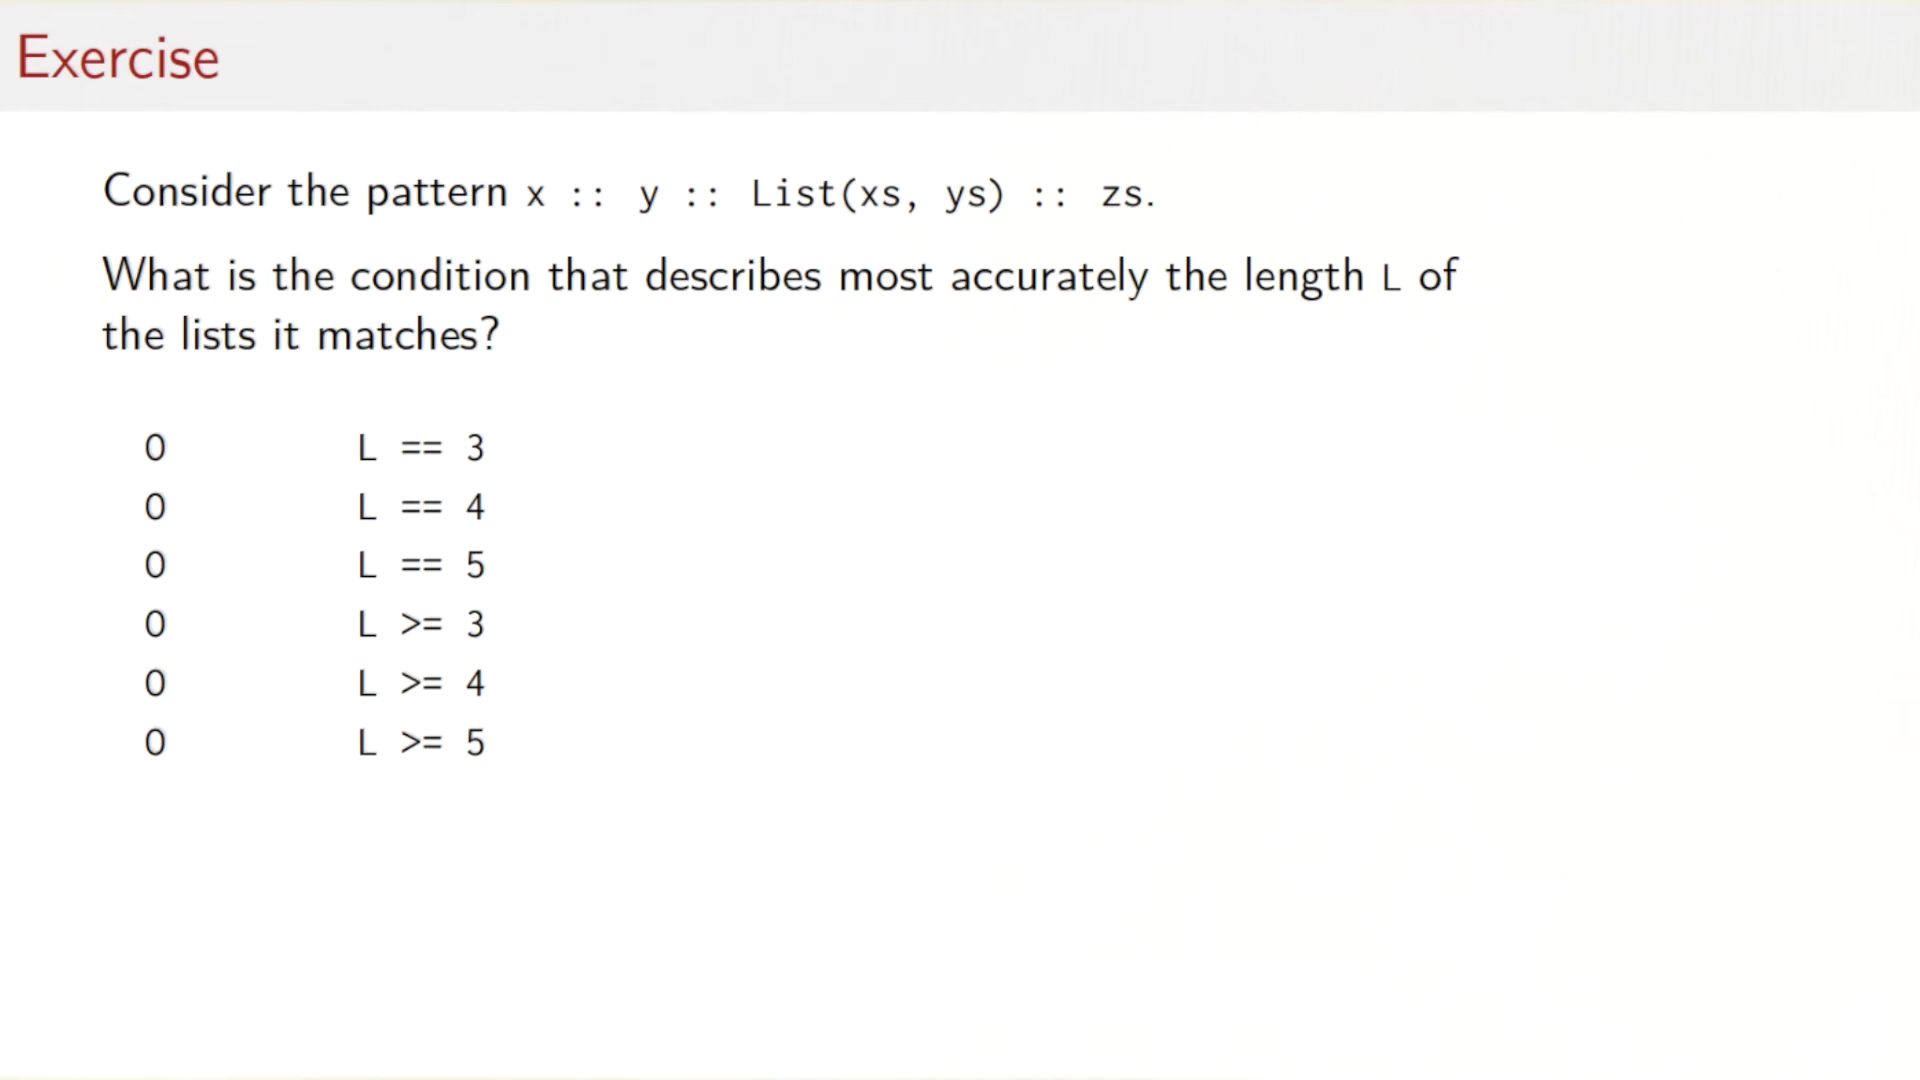 Exercise
Consider the pattern x :: y :: List(xs, ys) :: zs.
What is the condition that describes most accurately the length L of
the lists it matches?
O L == 3
O L == 4
O L == 5
O L >= 3
O L >= 4
O L >= 5